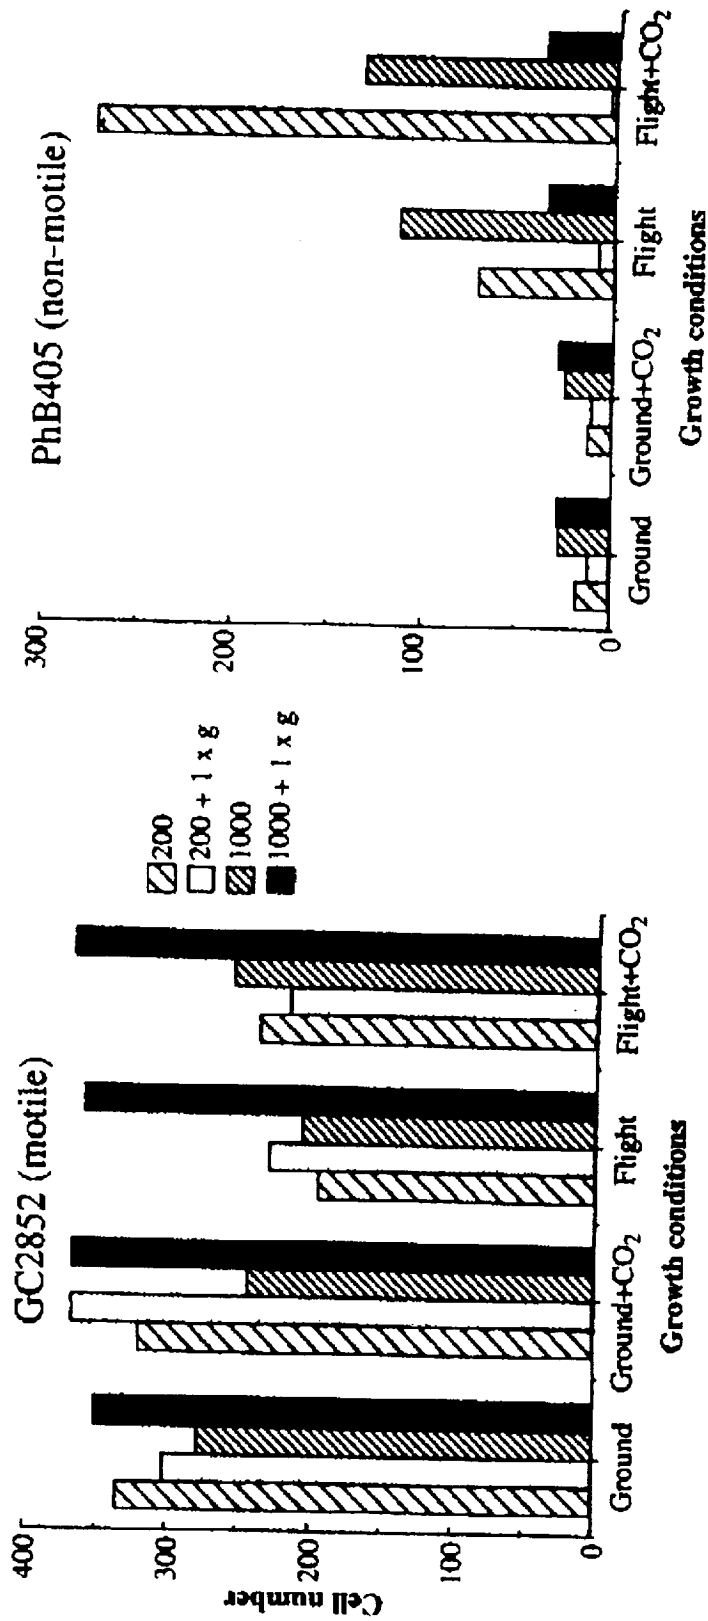 GC2852 (motile)
Cell number
400
300
200
100
0
Ground
Ground+CO2
Flight
Flight+CO2
Growth conditions
200
200 + 1 x g
1000
1000 + 1 x g
PhB405 (non-motile)
300
200
100
0
Ground
Ground+CO2
Flight
Flight+CO2
Growth conditions